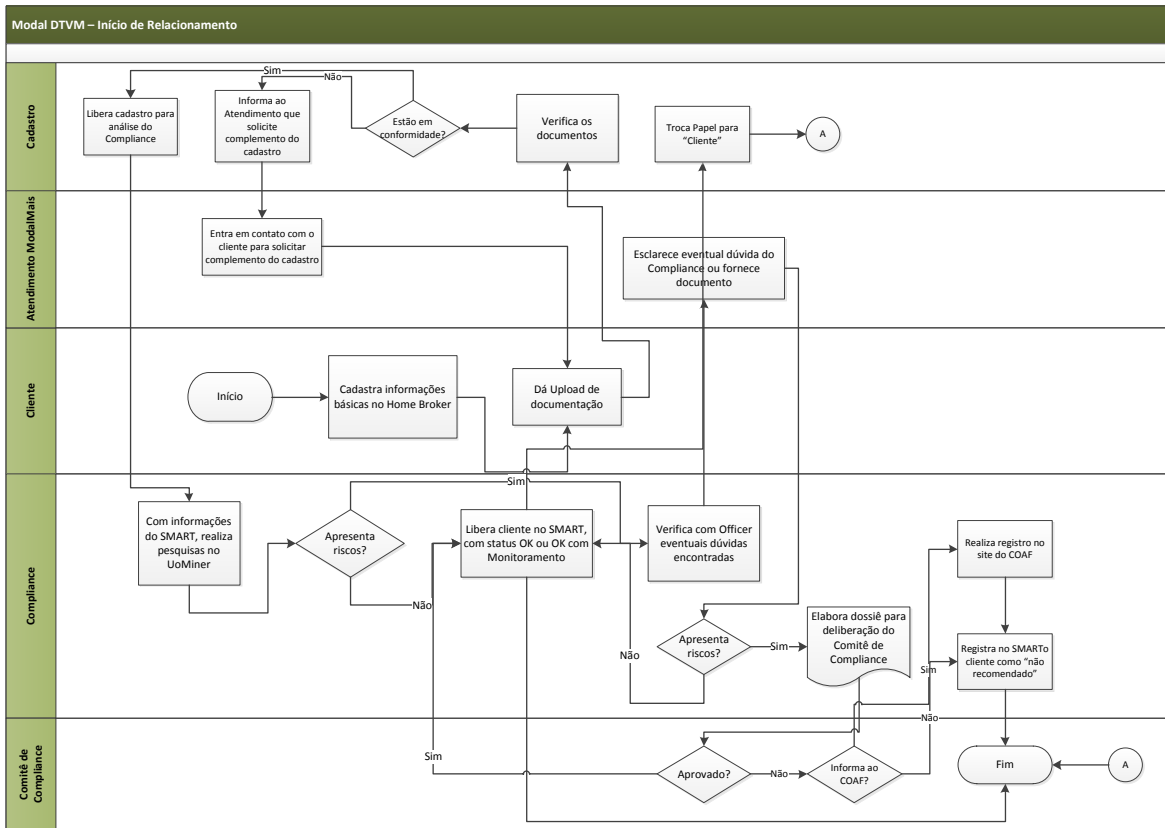 Modal DTVM – Início de Relacionamento
Cadastro
Sim
Não
Libera cadastro para
análise do
Compliance
Informa ao
Atendimento que
solicite
complemento do
cadastro
Estão em
conformidade?
Verifica os
documentos
Troca Papel para
“Cliente”
A
Atendimento ModalMais
Entra em contato com o
cliente para solicitar
complemento do cadastro
Esclarece eventual dúvida do
Compliance ou fornece
documento
Cliente
Início
Cadastra informações
básicas no Home Broker
Dá Upload de
documentação
Compliance
Sim
Com informações
do SMART, realiza
pesquisas no
UoMiner
Apresenta
riscos?
Não
Libera cliente no SMART,
com status OK ou OK com
Monitoramento
Verifica com Officer
eventuais dúvidas
encontradas
Realiza registro no
site do COAF
Não
Apresenta
riscos?
Sim
Elabora dossiê para
deliberação do
Comitê de
Compliance
Sim
Registra no SMARTo
cliente como “não
recomendado”
Não
Comitê de
Compliance
Sim
Aprovado?
Não
Informa ao
COAF?
Fim
A